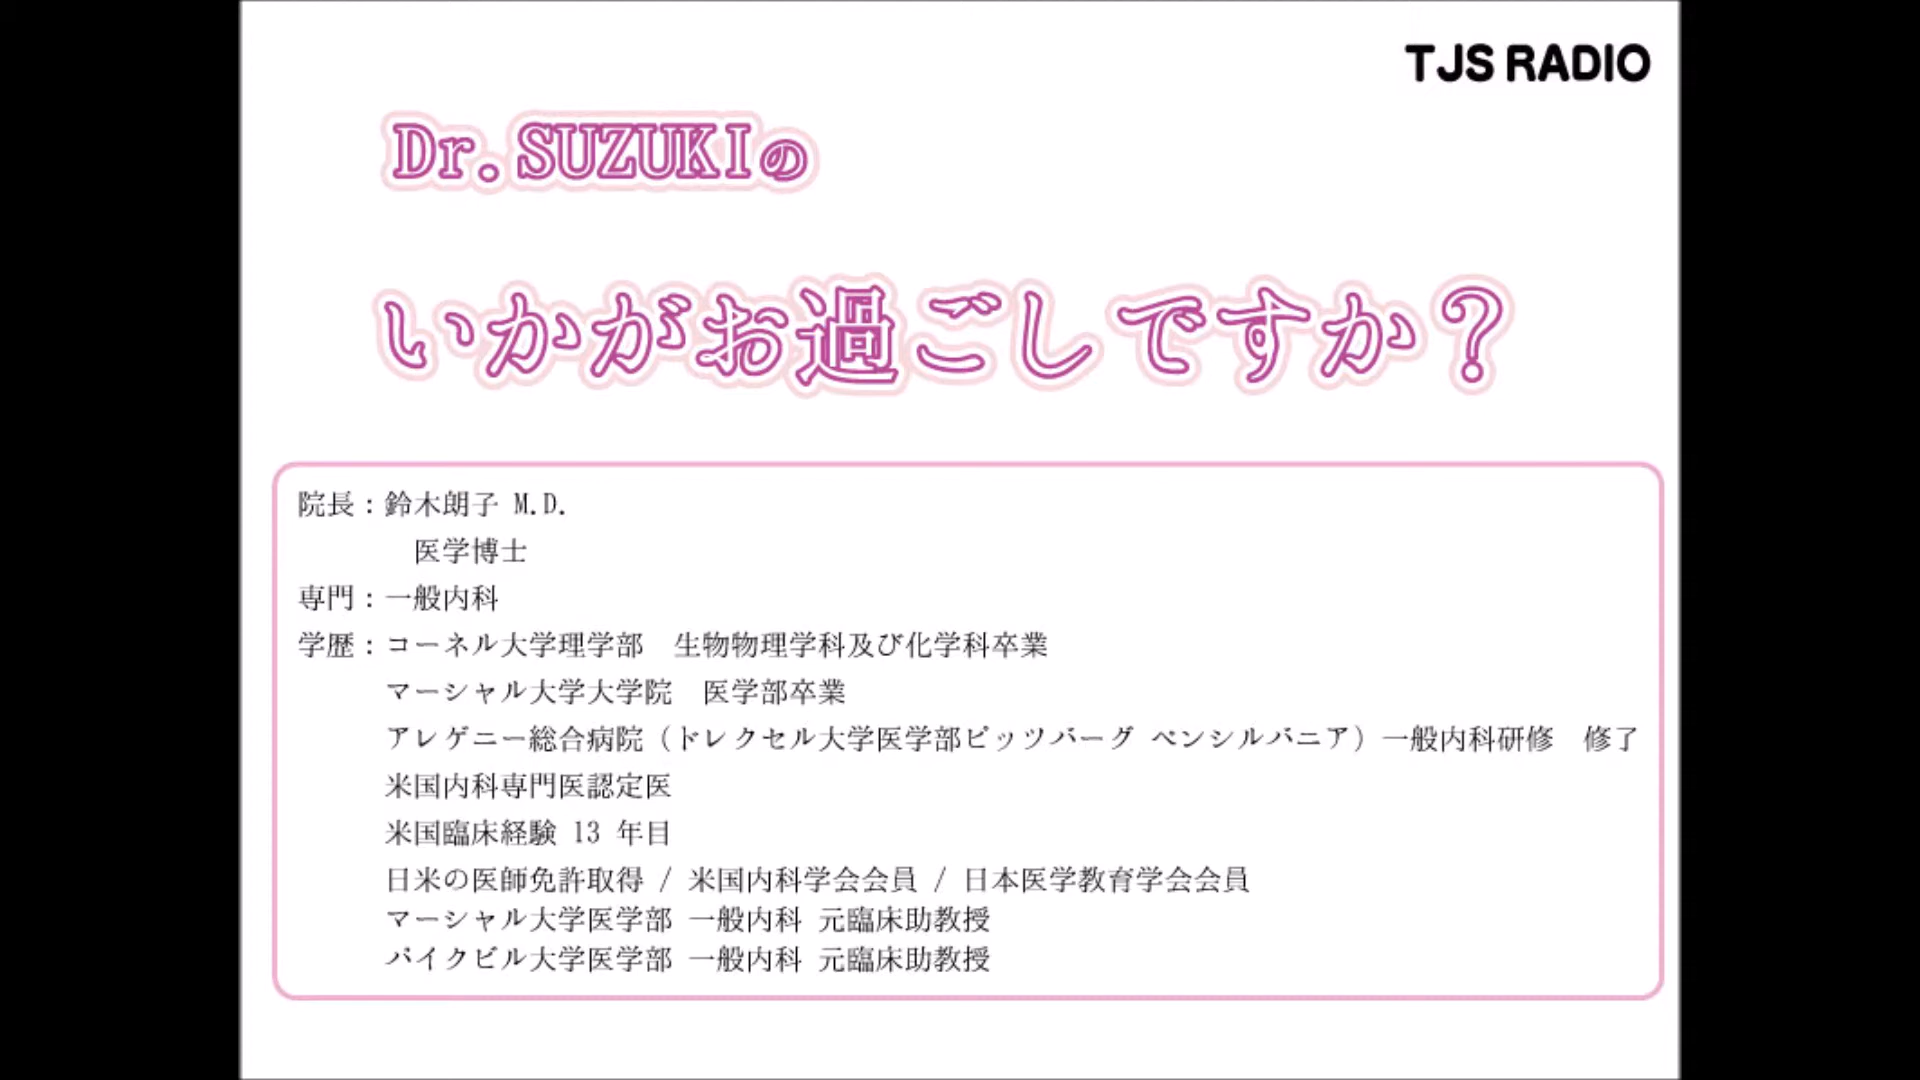 TJS RADIO
Dr.SUZUKIの
いかがお過ごしですか？
院長：鈴木朗子 M.D.
医学博士
専門：一般内科
学歴：コーネル大学理学部　生物物理学科及び化学科卒業
マーシャル大学大学院　医学部卒業
アレゲニー総合病院（ドレクセル大学医学部ピッツバーグ ペンシルバニア）一般内科研修　修了
米国内科専門医認定医
米国臨床経験 13 年目
日米の医師免許取得 / 米国内科学会会員 / 日本医学教育学会会員
マーシャル大学医学部 一般内科 元臨床助教授
パイクビル大学医学部 一般内科 元臨床助教授